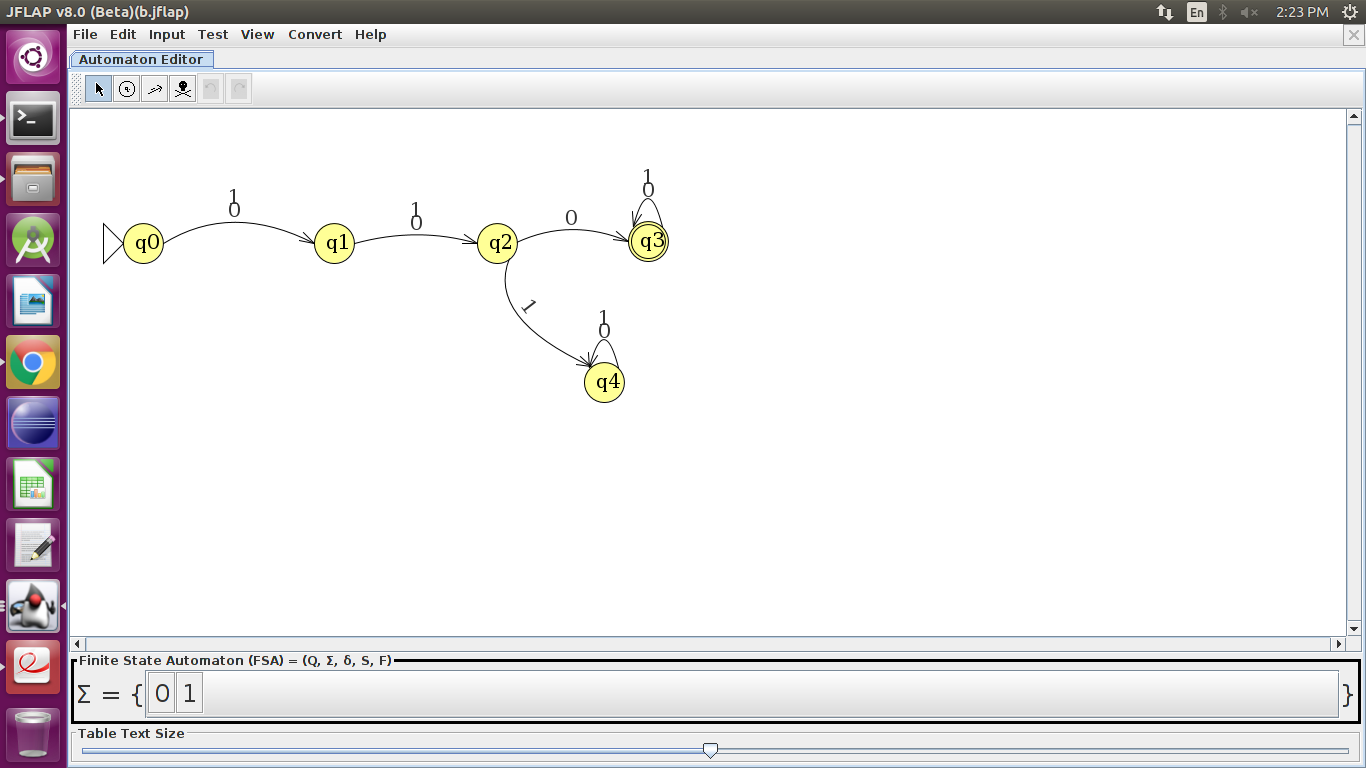 JFLAP v8.0 (Beta)(b.jflap)
En
2:23 PM
File Edit Input Test View Convert Help
Automaton Editor
1
0
1
0
0
1
0
q0
q1
q2
q3
1
1
0
q4
Finite State Automaton (FSA) = (Q, Σ, δ, S, F)
Σ = { 0 1 }
Table Text Size